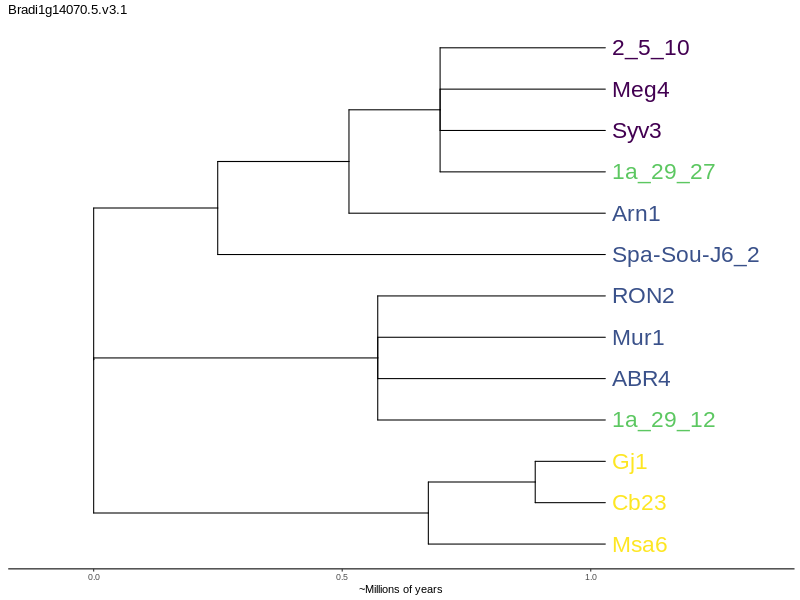 Bradi1g14070.5.v3.1
2_5_10
Meg4
Syv3
1a_29_27
Arn1
Spa-Sou-J6_2
RON2
Mur1
ABR4
1a_29_12
Gj1
Cb23
Msa6
0.0 0.5 1.0
~Millions of years